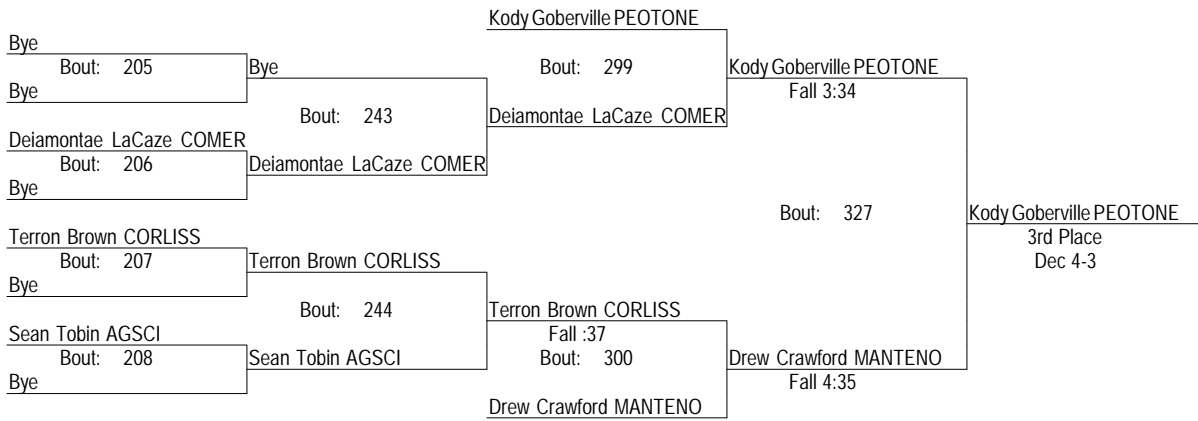 Kody Goberville PEOTONE
Bye
Bout: 205
Bye
Bout: 299
Kody Goberville PEOTONE
Bye
Fall 3:34
Bout: 243
Deiamontae LaCaze COMER
Deiamontae LaCaze COMER
Bout: 206
Deiamontae LaCaze COMER
Bye
Bout: 327
Kody Goberville PEOTONE
Terron Brown CORLISS
3rd Place
Bout: 207
Terron Brown CORLISS
Dec 4-3
Bye
Bout: 244
Terron Brown CORLISS
Sean Tobin AGSCI
Fall :37
Bout: 208
Sean Tobin AGSCI
Bout: 300
Drew Crawford MANTENO
Bye
Fall 4:35
Drew Crawford MANTENO